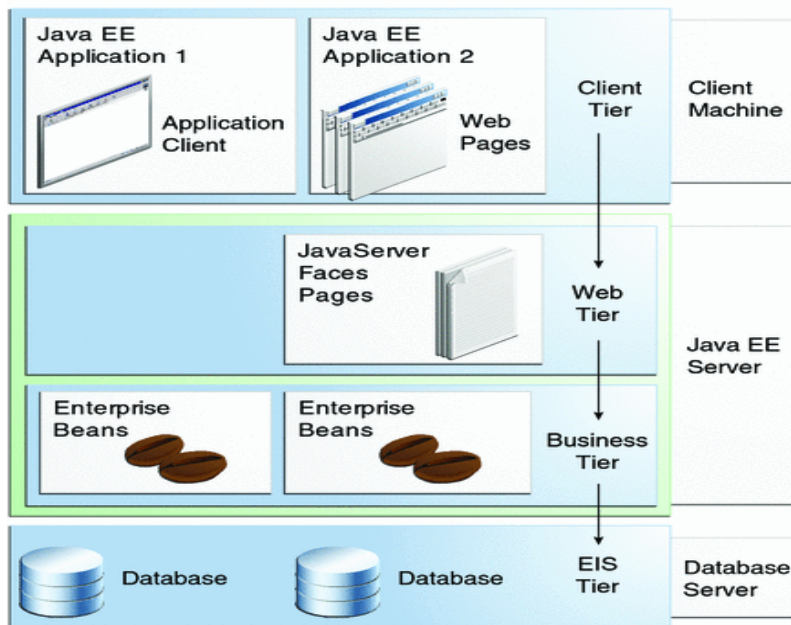 Java EE
Application 1
Application
Client
Java EE
Application 2
Web
Pages
Client
Tier
Client
Machine
JavaServer
Faces
Pages
Web
Tier
Java EE
Server
Enterprise
Beans
Enterprise
Beans
Business
Tier
Database
Database
EIS
Tier
Database
Server